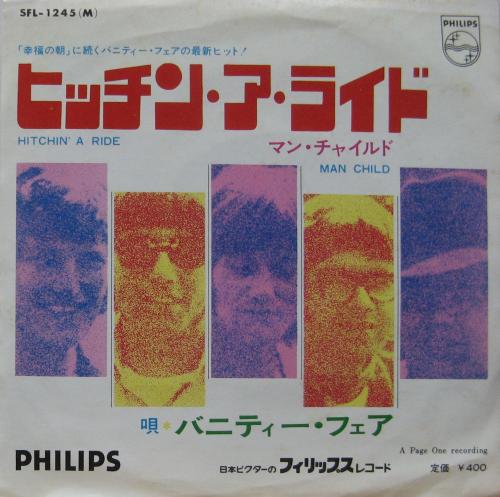 SFL-1245(M)
PHILIPS
「幸福の朝」に続くバニティー・フェアの最新ヒット!
ヒッチン・ア・ライド
HITCHIN' A RIDE
マン・チャイルド
MAN CHILD
唄*バニティー・フェア
A Page One recording
PHILIPS
日本ビクターのフィリップスレコード
定価 ¥400